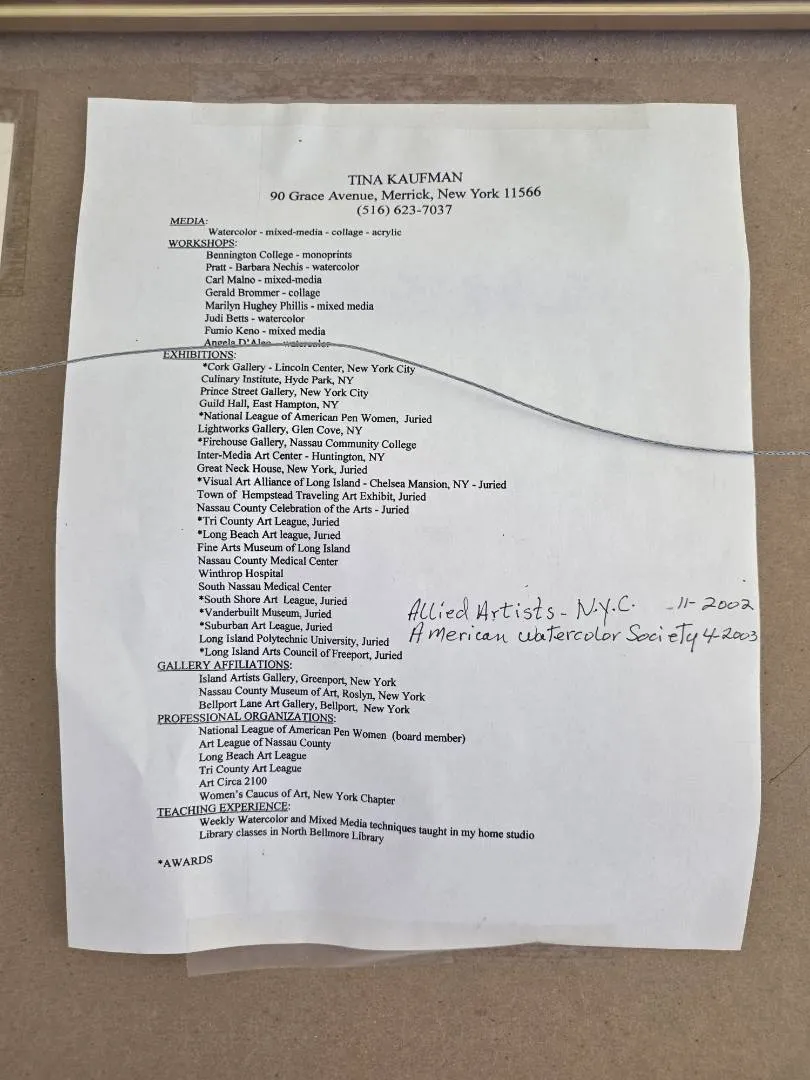 TINA KAUFMAN
90 Grace Avenue, Merrick, New York 11566
(516) 623-7037
MEDIA:
Watercolor - mixed-media - collage - acrylic
WORKSHOPS:
Bennington College - monoprints
Pratt - Barbara Nechis - watercolor
Carl Malno - mixed-media
Gerald Brommer - collage
Marilyn Hughey Phillis - mixed media
Judi Betts - watercolor
Fumio Keno - mixed media
Angela D'Aleo - watercolor
EXHIBITIONS:
*Cork Gallery - Lincoln Center, New York City
Culinary Institute, Hyde Park, NY
Prince Street Gallery, New York City
Guild Hall, East Hampton, NY
*National League of American Pen Women, Juried
Lightworks Gallery, Glen Cove, NY
*Firehouse Gallery, Nassau Community College
Inter-Media Art Center - Huntington, NY
Great Neck House, New York, Juried
*Visual Art Alliance of Long Island - Chelsea Mansion, NY - Juried
Town of Hempstead Traveling Art Exhibit, Juried
Nassau County Celebration of the Arts - Juried
*Tri County Art League, Juried
*Long Beach Art league, Juried
Fine Arts Museum of Long Island
Nassau County Medical Center
Winthrop Hospital
South Nassau Medical Center
*South Shore Art League, Juried
*Vanderbuilt Museum, Juried
*Suburban Art League, Juried
Long Island Polytechnic University, Juried
*Long Island Arts Council of Freeport, Juried
Allied Artists - N.Y.C. - 11-2002
American Watercolor Society 4-2003
GALLERY AFFILIATIONS:
Island Artists Gallery, Greenport, New York
Nassau County Museum of Art, Roslyn, New York
Bellport Lane Art Gallery, Bellport, New York
PROFESSIONAL ORGANIZATIONS:
National League of American Pen Women (board member)
Art League of Nassau County
Long Beach Art League
Tri County Art League
Art Circa 2100
Women's Caucus of Art, New York Chapter
TEACHING EXPERIENCE:
Weekly Watercolor and Mixed Media techniques taught in my home studio
Library classes in North Bellmore Library
*AWARDS